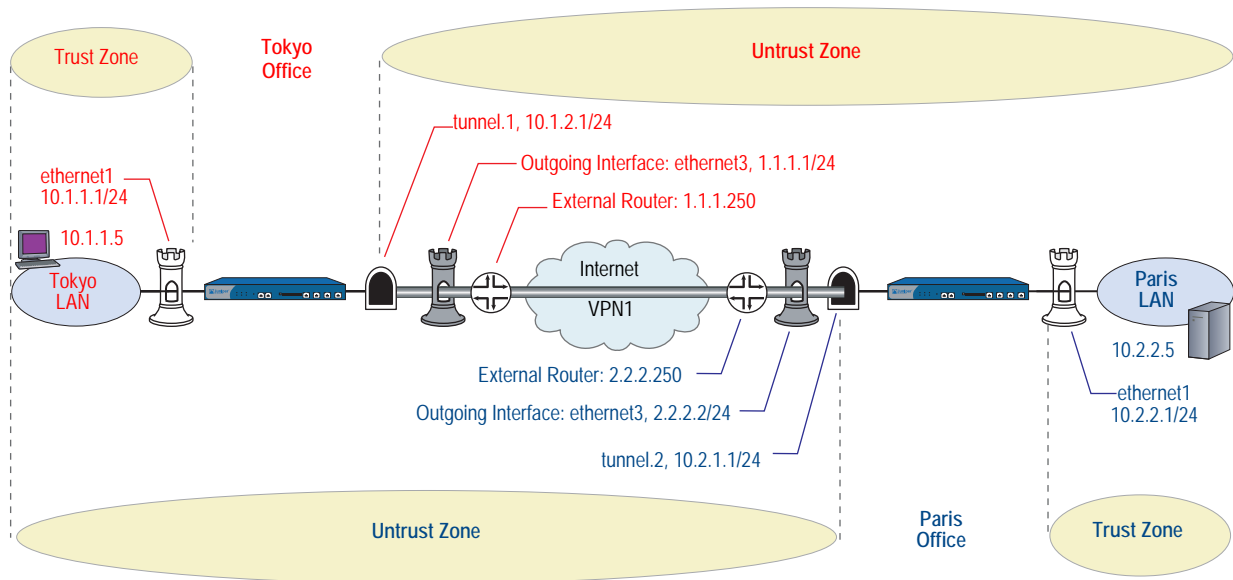 Trust Zone
Tokyo
Office
Untrust Zone
tunnel.1, 10.1.2.1/24
Outgoing Interface: ethernet3, 1.1.1.1/24
External Router: 1.1.1.250
ethernet1
10.1.1.1/24
10.1.1.5
Tokyo
LAN
Internet
VPN1
Paris
LAN
10.2.2.5
External Router: 2.2.2.250
Outgoing Interface: ethernet3, 2.2.2.2/24
tunnel.2, 10.2.1.1/24
ethernet1
10.2.2.1/24
Untrust Zone
Paris
Office
Trust Zone